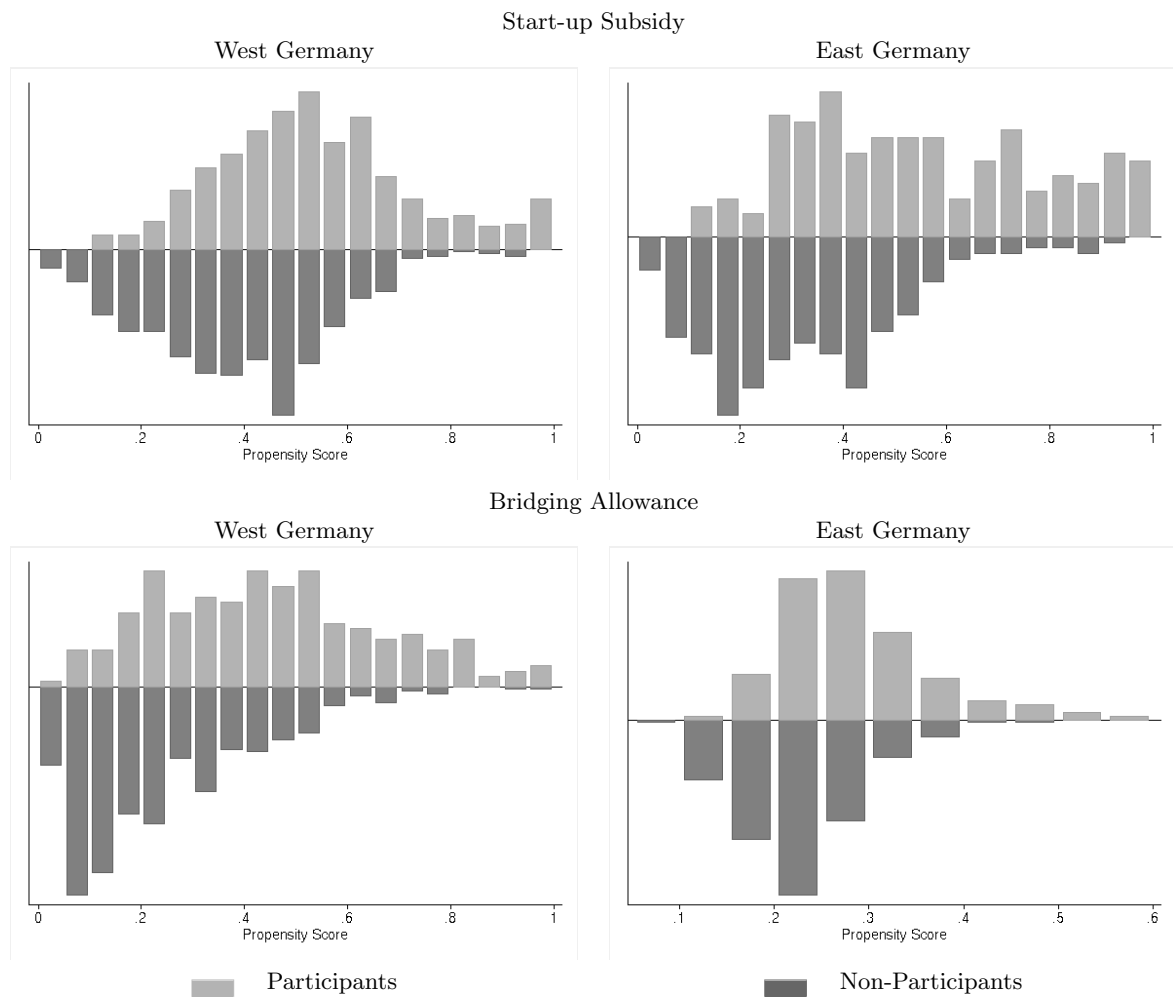 Start-up Subsidy
West Germany East Germany
0 .2 .4 .6 .8 1 0 .2 .4 .6 .8 1
Propensity Score Propensity Score
Bridging Allowance
West Germany East Germany
0 .2 .4 .6 .8 1 .1 .2 .3 .4 .5 .6
Propensity Score Propensity Score
Participants Non-Participants